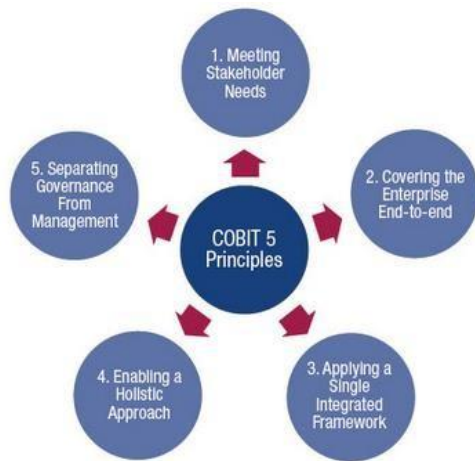 1. Meeting
Stakeholder
Needs
5. Separating
Governance
From
Management
2. Covering the
Enterprise
End-to-end
COBIT 5
Principles
4. Enabling a
Holistic
Approach
3. Applying a
Single
Integrated
Framework